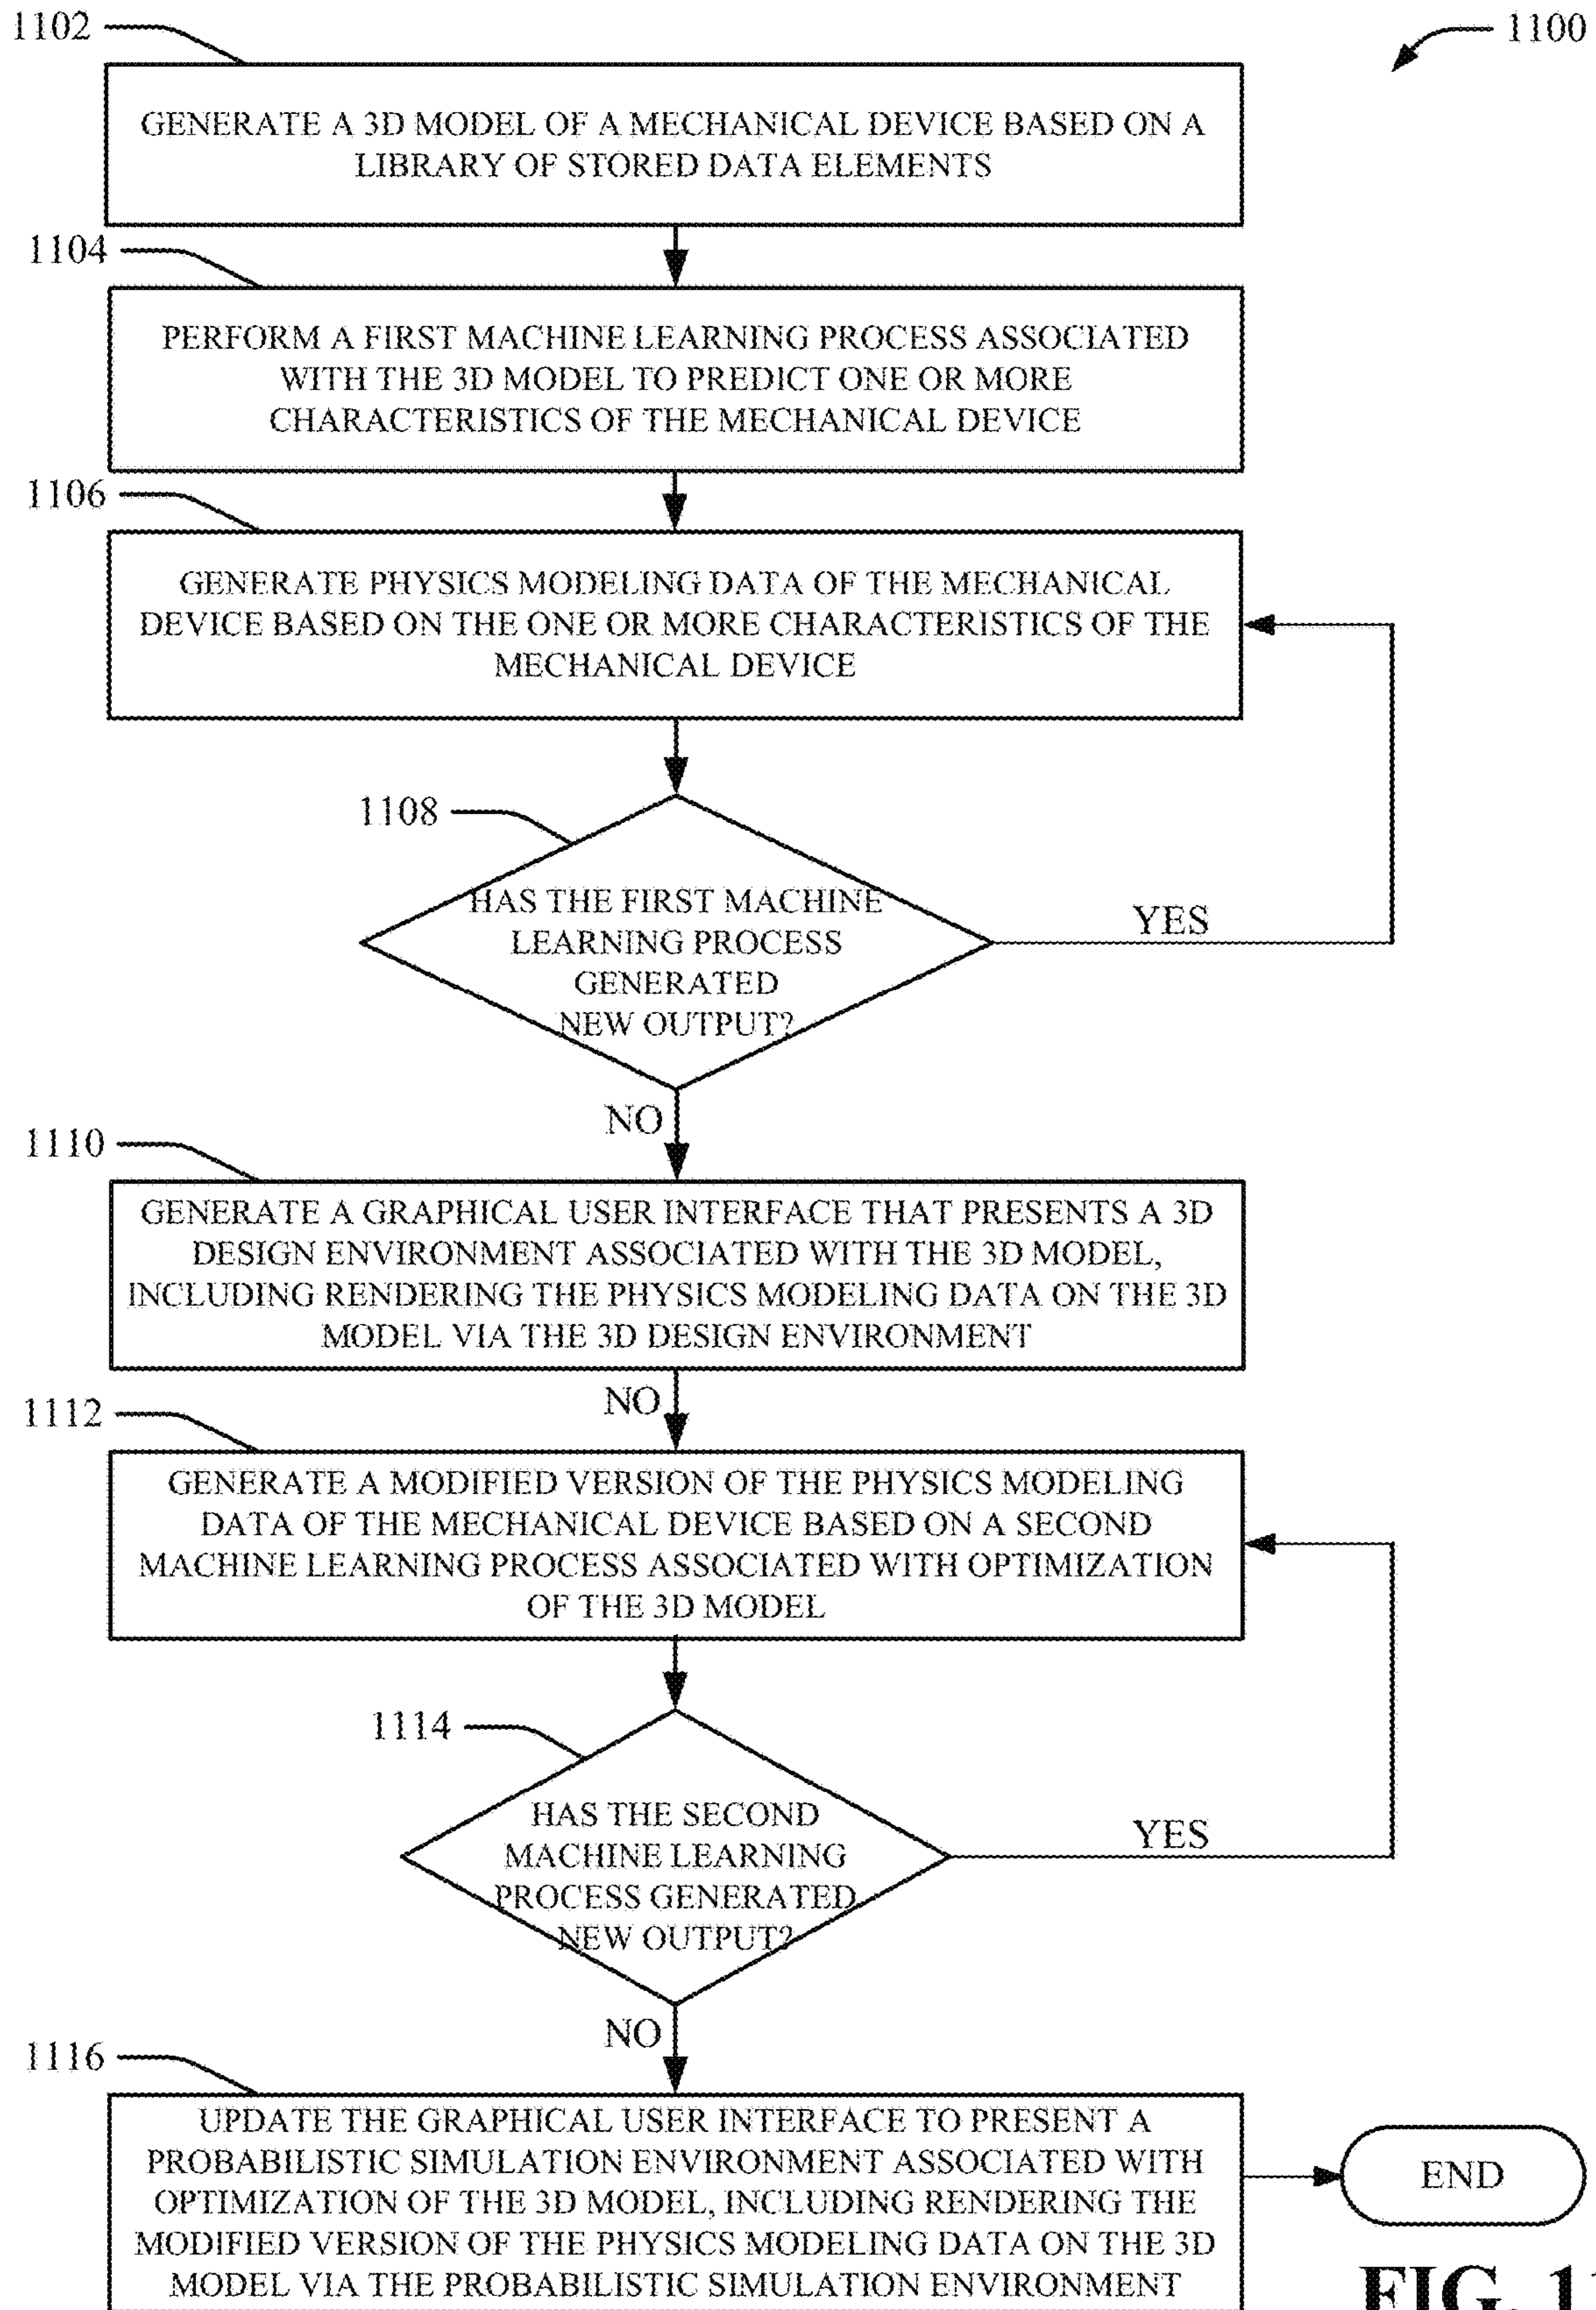 1102
1100
GENERATE A 3D MODEL OF A MECHANICAL DEVICE BASED ON A
LIBRARY OF STORED DATA ELEMENTS
1104
PERFORM A FIRST MACHINE LEARNING PROCESS ASSOCIATED
WITH THE 3D MODEL TO PREDICT ONE OR MORE
CHARACTERISTICS OF THE MECHANICAL DEVICE
1106
GENERATE PHYSICS MODELING DATA OF THE MECHANICAL
DEVICE BASED ON THE ONE OR MORE CHARACTERISTICS OF THE
MECHANICAL DEVICE
1108
HAS THE FIRST MACHINE
LEARNING PROCESS
GENERATED
NEW OUTPUT?
YES
NO
1110
GENERATE A GRAPHICAL USER INTERFACE THAT PRESENTS A 3D
DESIGN ENVIRONMENT ASSOCIATED WITH THE 3D MODEL,
INCLUDING RENDERING THE PHYSICS MODELING DATA ON THE 3D
MODEL VIA THE 3D DESIGN ENVIRONMENT
NO
1112
GENERATE A MODIFIED VERSION OF THE PHYSICS MODELING
DATA OF THE MECHANICAL DEVICE BASED ON A SECOND
MACHINE LEARNING PROCESS ASSOCIATED WITH OPTIMIZATION
OF THE 3D MODEL
1114
HAS THE SECOND
MACHINE LEARNING
PROCESS GENERATED
NEW OUTPUT?
YES
NO
1116
UPDATE THE GRAPHICAL USER INTERFACE TO PRESENT A
PROBABILISTIC SIMULATION ENVIRONMENT ASSOCIATED WITH
OPTIMIZATION OF THE 3D MODEL, INCLUDING RENDERING THE
MODIFIED VERSION OF THE PHYSICS MODELING DATA ON THE 3D
MODEL VIA THE PROBABILISTIC SIMULATION ENVIRONMENT
END
FIG. 11